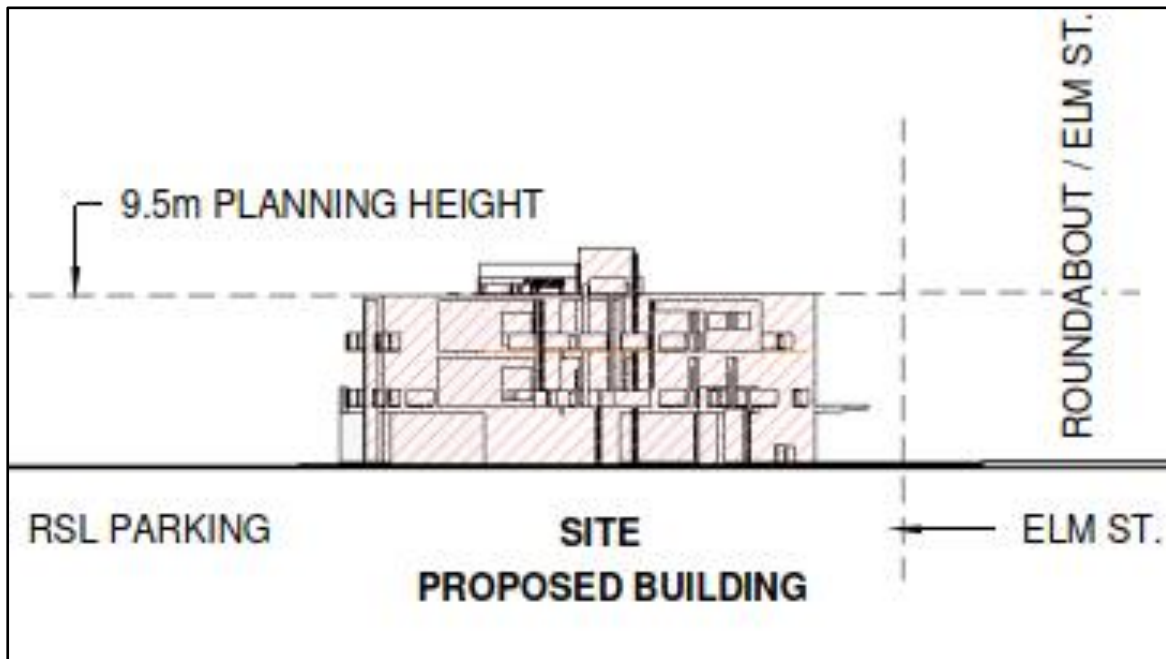 9.5m PLANNING HEIGHT
ROUNDABOUT / ELM ST.
RSL PARKING
SITE
PROPOSED BUILDING
ELM ST.